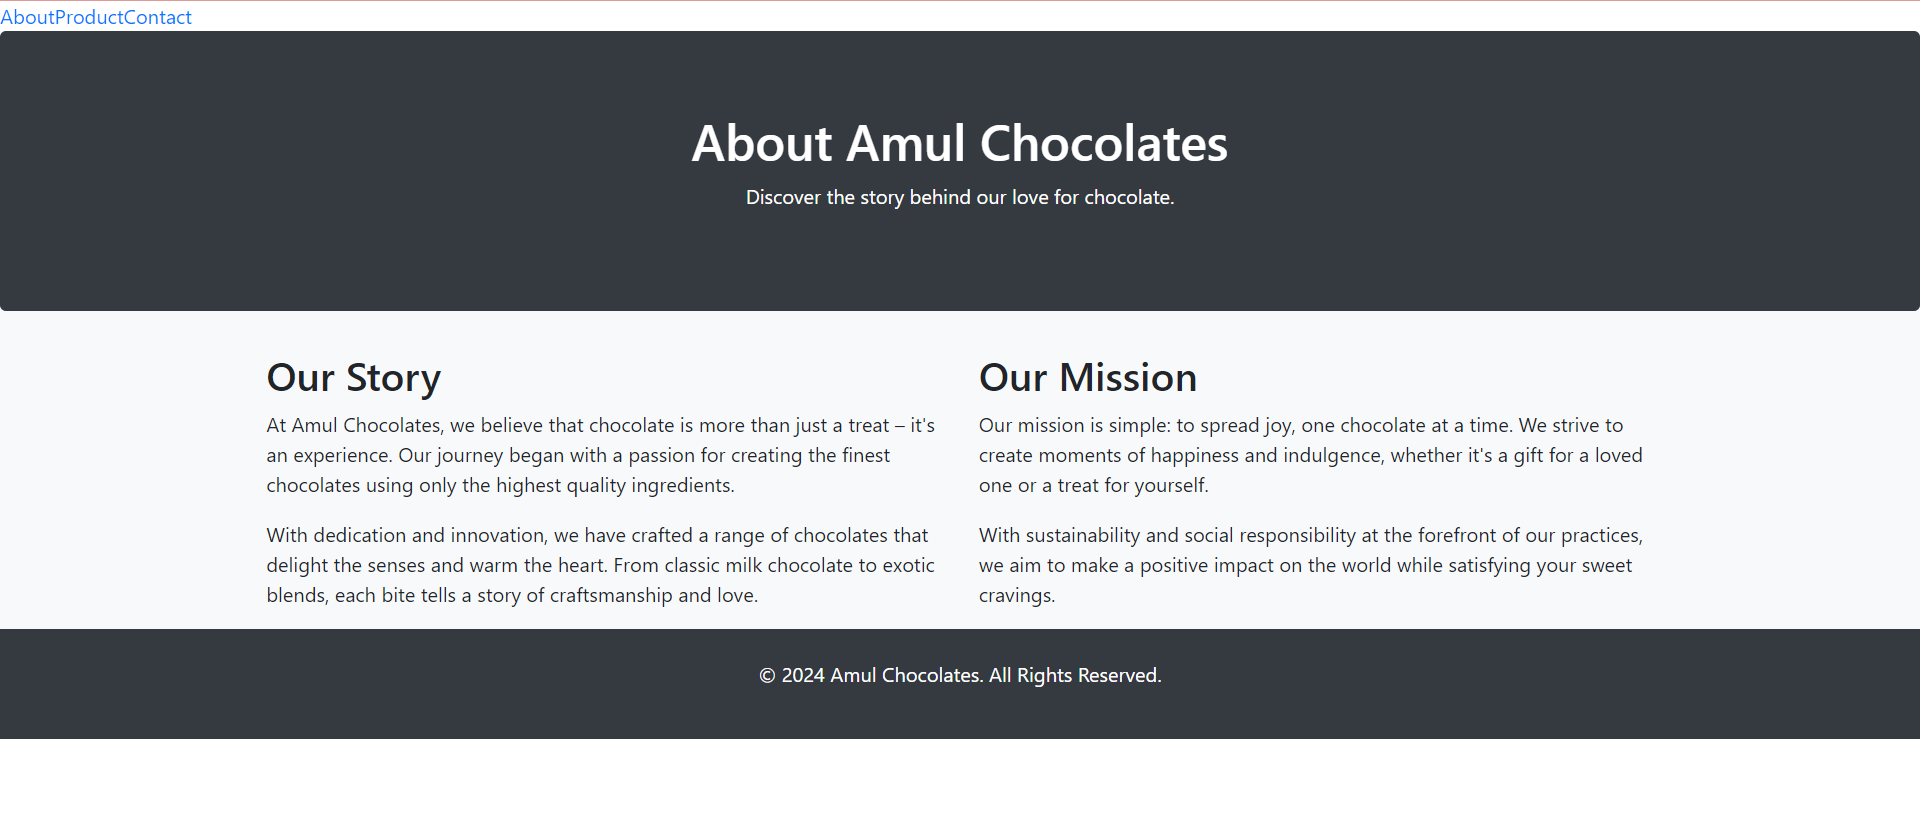 AboutProductContact
About Amul Chocolates
Discover the story behind our love for chocolate.
Our Story
At Amul Chocolates, we believe that chocolate is more than just a treat – it's
an experience. Our journey began with a passion for creating the finest
chocolates using only the highest quality ingredients.
With dedication and innovation, we have crafted a range of chocolates that
delight the senses and warm the heart. From classic milk chocolate to exotic
blends, each bite tells a story of craftsmanship and love.
Our Mission
Our mission is simple: to spread joy, one chocolate at a time. We strive to
create moments of happiness and indulgence, whether it's a gift for a loved
one or a treat for yourself.
With sustainability and social responsibility at the forefront of our practices,
we aim to make a positive impact on the world while satisfying your sweet
cravings.
© 2024 Amul Chocolates. All Rights Reserved.